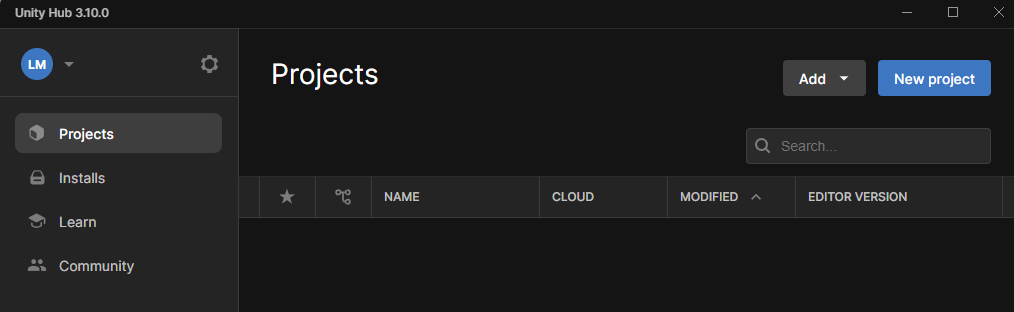 Unity Hub 3.10.0
LM
Projects
Installs
Learn
Community
Projects
Add
New project
Search...
NAME CLOUD MODIFIED EDITOR VERSION